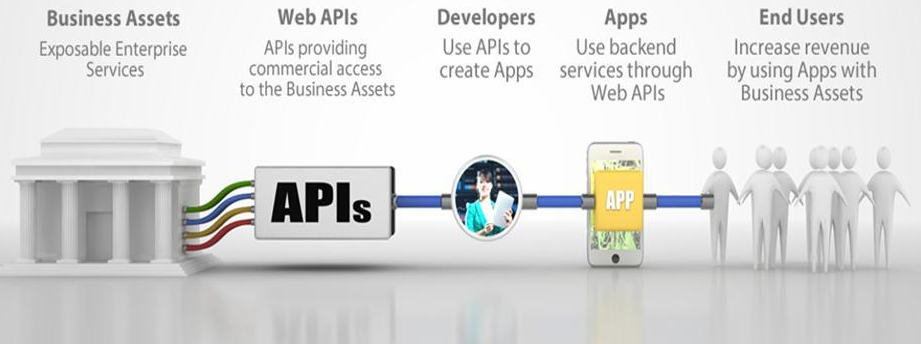 Business Assets
Exposable Enterprise
Services
Web APIs
APIs providing
commercial access
to the Business Assets
Developers
Use APIs to
create Apps
Apps
Use backend
services through
Web APIs
End Users
Increase revenue
by using Apps with
Business Assets
APIs
APP